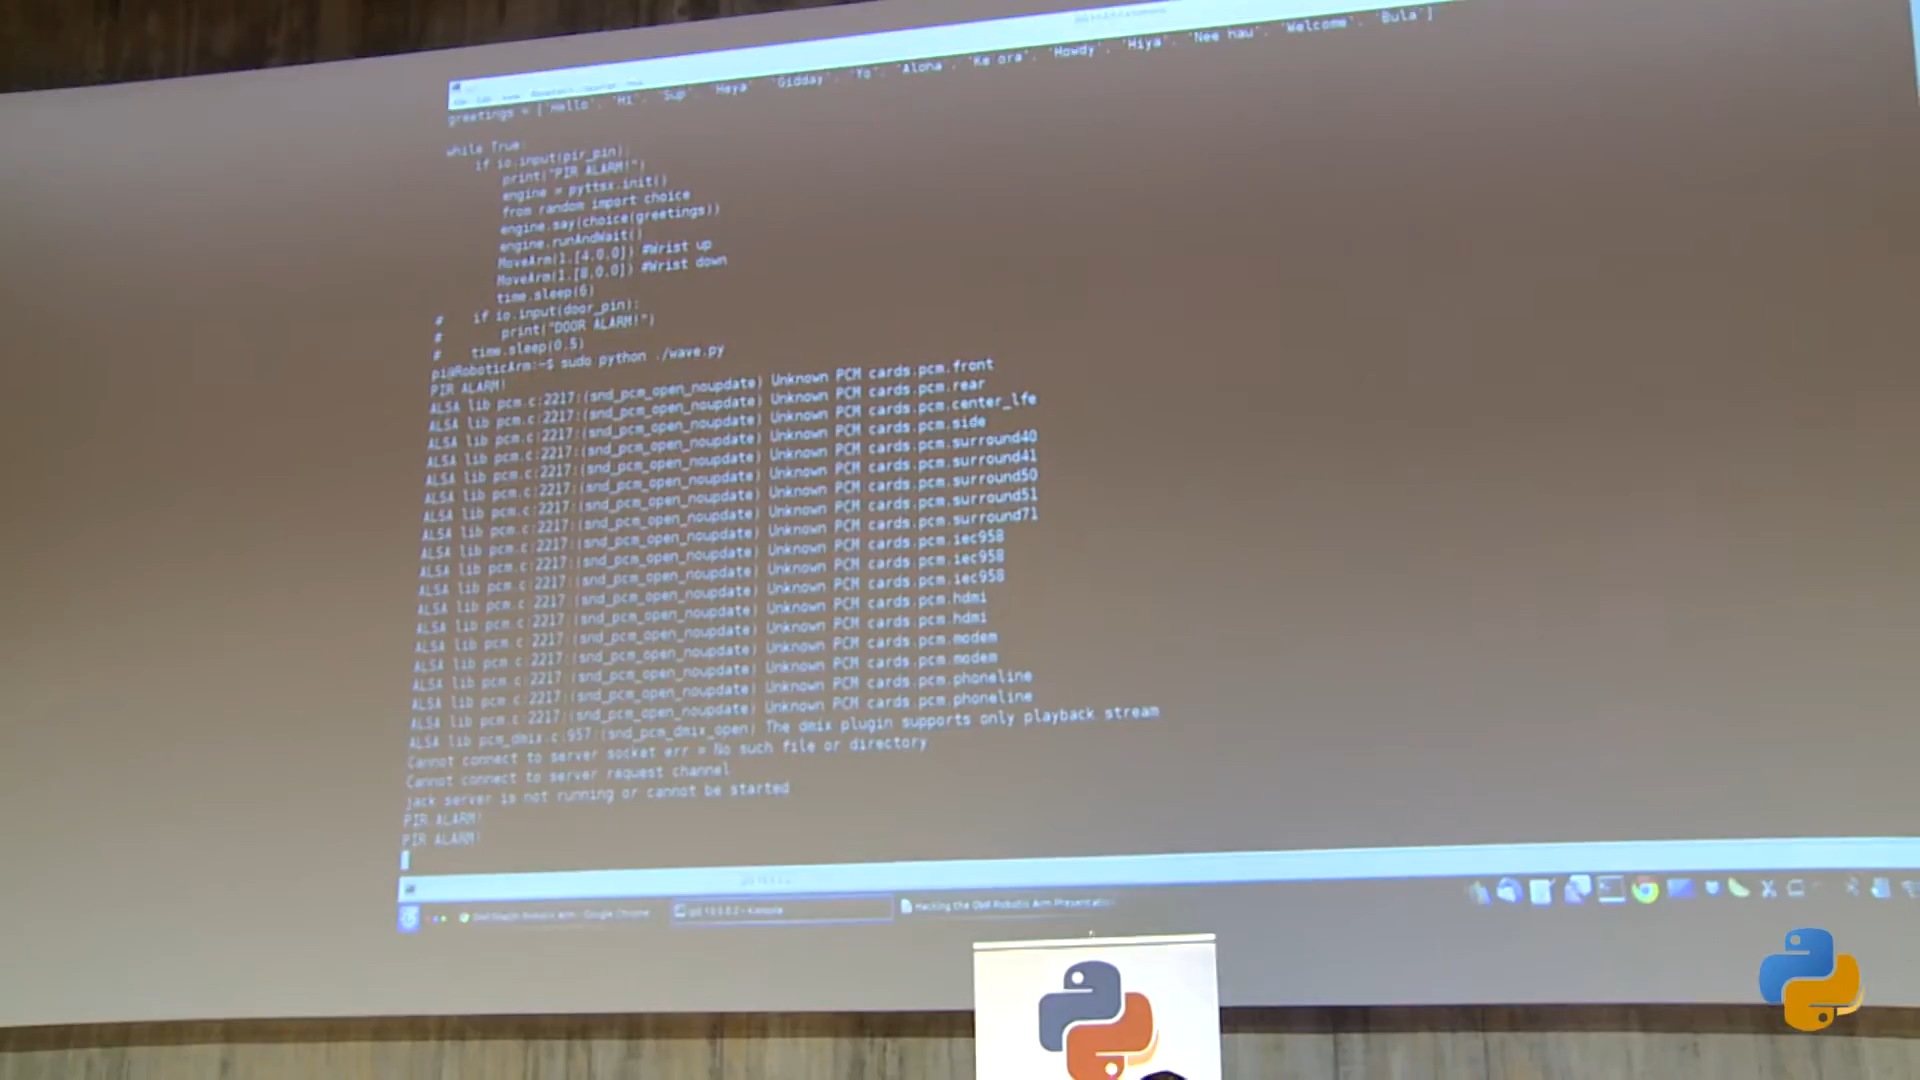 greetings = ['Hello'. 'Hi'. 'Sup'. 'Heya' 'Gidday' 'Yo'. 'Aloha'. 'Ke ora'. 'Howdy'. 'Hiya'. 'Nee hau'. 'Welcome'. 'Bula']
while True:
if io.input(pir_pin):
print("PIR ALARM!")
engine = pyttsx.init()
from random import choice
engine.say(choice(greetings))
engine.runAndWait()
MoveArm(1,[4,0,0]) #Wrist up
MoveArm(1,[8,0,0]) #Wrist down
time.sleep(6)
# if io.input(door_pin):
# print("DOOR ALARM!")
# time.sleep(0.5)
pi@RoboticArm:~$ sudo python ./wave.py
PIR ALARM!
ALSA lib pcm.c:2217:(snd_pcm_open_noupdate) Unknown PCM cards.pcm.front
ALSA lib pcm.c:2217:(snd_pcm_open_noupdate) Unknown PCM cards.pcm.rear
ALSA lib pcm.c:2217:(snd_pcm_open_noupdate) Unknown PCM cards.pcm.center_lfe
ALSA lib pcm.c:2217:(snd_pcm_open_noupdate) Unknown PCM cards.pcm.side
ALSA lib pcm.c:2217:(snd_pcm_open_noupdate) Unknown PCM cards.pcm.surround40
ALSA lib pcm.c:2217:(snd_pcm_open_noupdate) Unknown PCM cards.pcm.surround41
ALSA lib pcm.c:2217:(snd_pcm_open_noupdate) Unknown PCM cards.pcm.surround50
ALSA lib pcm.c:2217:(snd_pcm_open_noupdate) Unknown PCM cards.pcm.surround51
ALSA lib pcm.c:2217:(snd_pcm_open_noupdate) Unknown PCM cards.pcm.surround71
ALSA lib pcm.c:2217:(snd_pcm_open_noupdate) Unknown PCM cards.pcm.iec958
ALSA lib pcm.c:2217:(snd_pcm_open_noupdate) Unknown PCM cards.pcm.iec958
ALSA lib pcm.c:2217:(snd_pcm_open_noupdate) Unknown PCM cards.pcm.iec958
ALSA lib pcm.c:2217:(snd_pcm_open_noupdate) Unknown PCM cards.pcm.hdmi
ALSA lib pcm.c:2217:(snd_pcm_open_noupdate) Unknown PCM cards.pcm.hdmi
ALSA lib pcm.c:2217:(snd_pcm_open_noupdate) Unknown PCM cards.pcm.modem
ALSA lib pcm.c:2217:(snd_pcm_open_noupdate) Unknown PCM cards.pcm.modem
ALSA lib pcm.c:2217:(snd_pcm_open_noupdate) Unknown PCM cards.pcm.phoneline
ALSA lib pcm.c:2217:(snd_pcm_open_noupdate) Unknown PCM cards.pcm.phoneline
ALSA lib pcm_dmix.c:957:(snd_pcm_dmix_open) The dmix plugin supports only playback stream
Cannot connect to server socket err = No such file or directory
Cannot connect to server request channel
jack server is not running or cannot be started
PIR ALARM!
PIR ALARM!
Robotic Arm - Google Chrome
Konsole
Hacking the OWI Robotic Arm Presentation